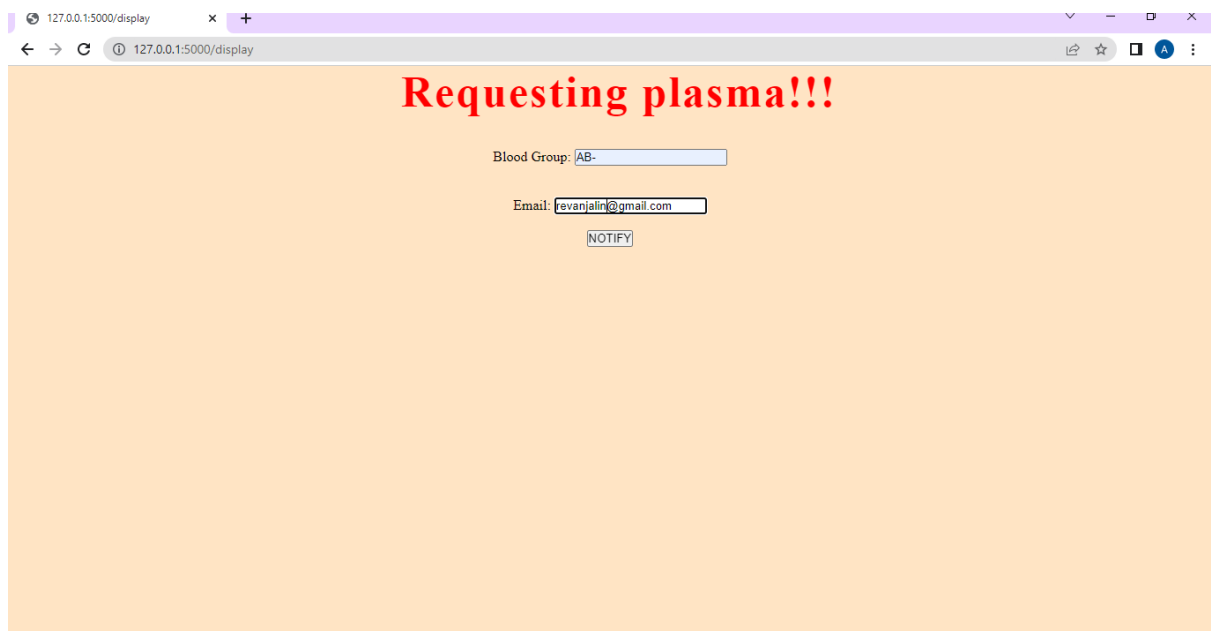 127.0.0.1:5000/display
127.0.0.1:5000/display
A
Requesting plasma!!!
Blood Group: AB-
Email: revanjalin@gmail.com
NOTIFY